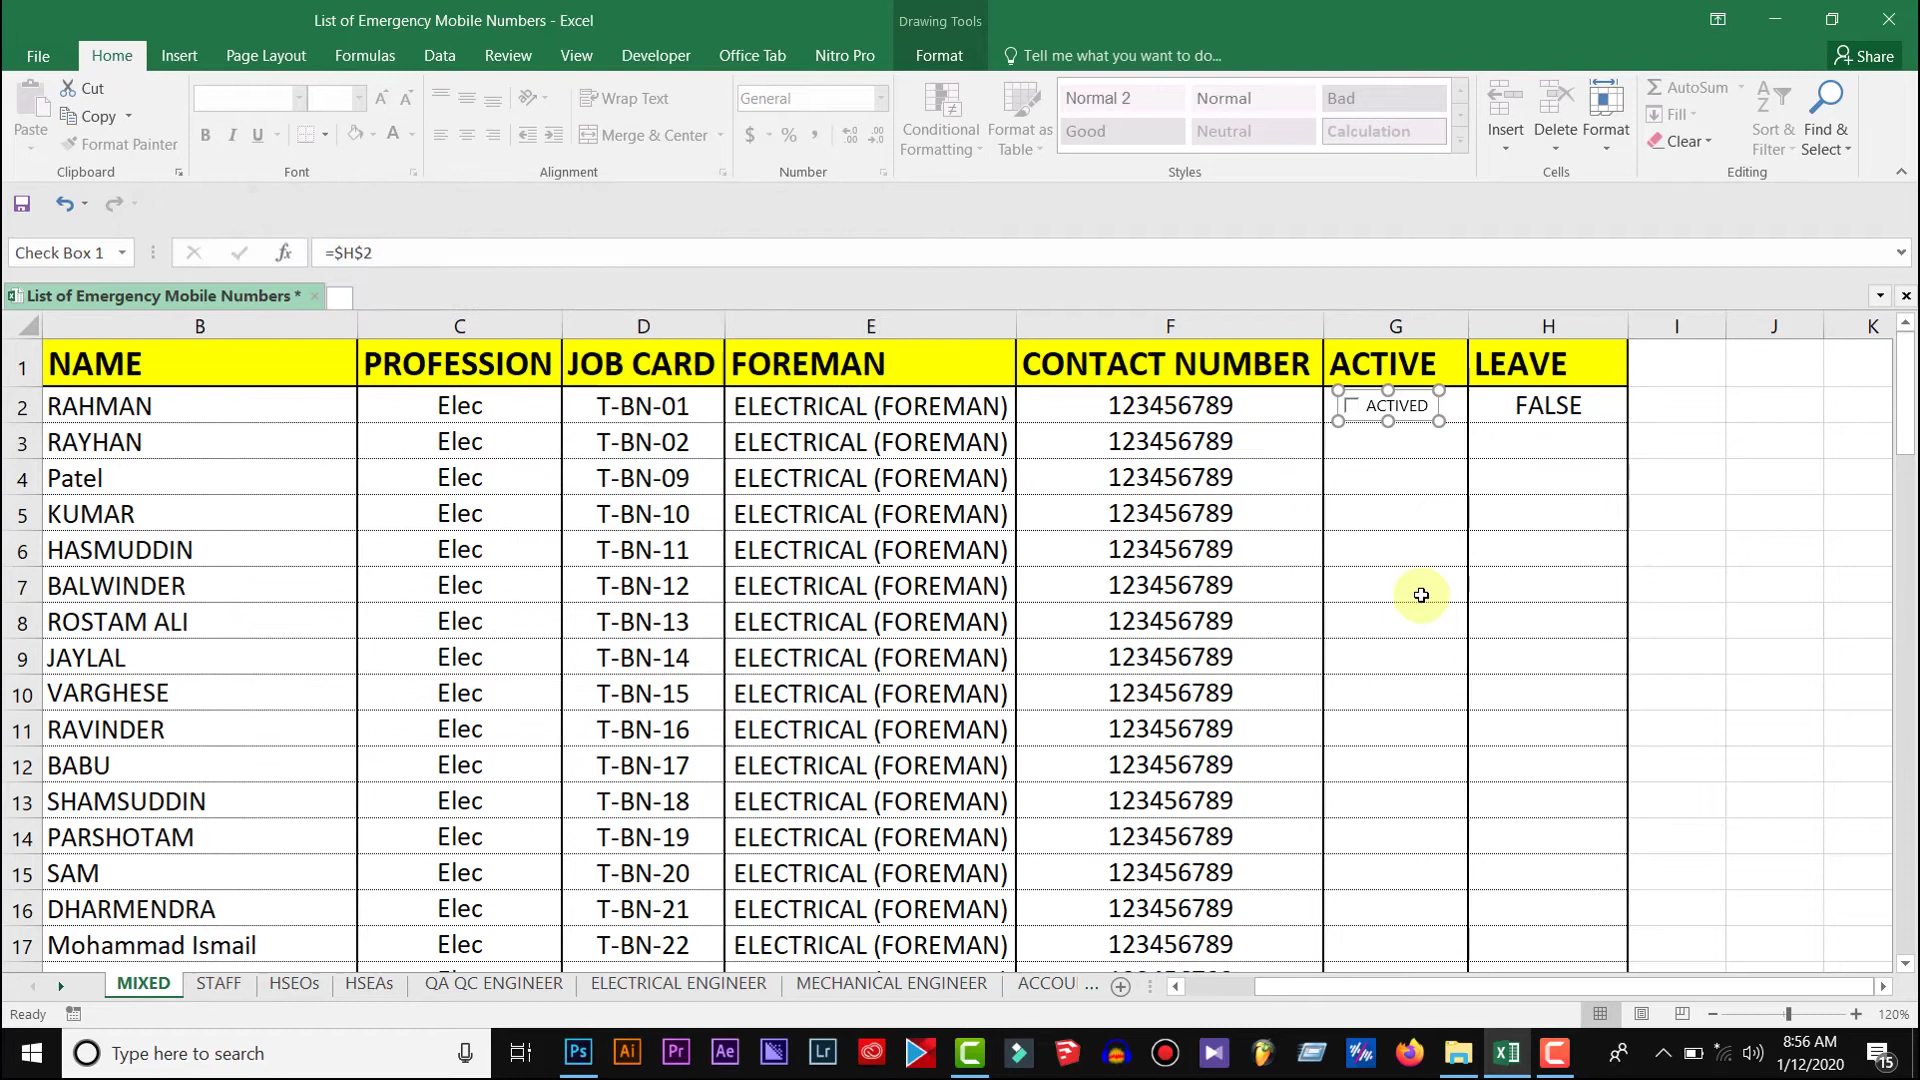 List of Emergency Mobile Numbers - Excel
Drawing Tools
File Home Insert Page Layout Formulas Data Review View Developer Office Tab Nitro Pro Format Tell me what you want to do... Share
Cut
Copy
Format Painter
Paste
Clipboard
B I U
A A
A
Font
Wrap Text
Merge & Center
Alignment
General
$ % ,
Number
Conditional Formatting
Format as Table
Normal 2 Normal Bad
Good Neutral Calculation
Styles
Insert Delete Format
Cells
AutoSum
Fill
Clear
Sort & Filter
Find & Select
Editing
Check Box 1 fx =$H$2
List of Emergency Mobile Numbers *
B C D E F G H I J K
1 NAME PROFESSION JOB CARD FOREMAN CONTACT NUMBER ACTIVE LEAVE
2 RAHMAN Elec T-BN-01 ELECTRICAL (FOREMAN) 123456789 ACTIVED FALSE
3 RAYHAN Elec T-BN-02 ELECTRICAL (FOREMAN) 123456789
4 Patel Elec T-BN-09 ELECTRICAL (FOREMAN) 123456789
5 KUMAR Elec T-BN-10 ELECTRICAL (FOREMAN) 123456789
6 HASMUDDIN Elec T-BN-11 ELECTRICAL (FOREMAN) 123456789
7 BALWINDER Elec T-BN-12 ELECTRICAL (FOREMAN) 123456789
8 ROSTAM ALI Elec T-BN-13 ELECTRICAL (FOREMAN) 123456789
9 JAYLAL Elec T-BN-14 ELECTRICAL (FOREMAN) 123456789
10 VARGHESE Elec T-BN-15 ELECTRICAL (FOREMAN) 123456789
11 RAVINDER Elec T-BN-16 ELECTRICAL (FOREMAN) 123456789
12 BABU Elec T-BN-17 ELECTRICAL (FOREMAN) 123456789
13 SHAMSUDDIN Elec T-BN-18 ELECTRICAL (FOREMAN) 123456789
14 PARSHOTAM Elec T-BN-19 ELECTRICAL (FOREMAN) 123456789
15 SAM Elec T-BN-20 ELECTRICAL (FOREMAN) 123456789
16 DHARMENDRA Elec T-BN-21 ELECTRICAL (FOREMAN) 123456789
17 Mohammad Ismail Elec T-BN-22 ELECTRICAL (FOREMAN) 123456789
MIXED STAFF HSEOs HSEAs QA QC ENGINEER ELECTRICAL ENGINEER MECHANICAL ENGINEER ACCOU ...
Ready 120%
Type here to search
Ps Ai Pr Ae Lr
8:56 AM
1/12/2020
15